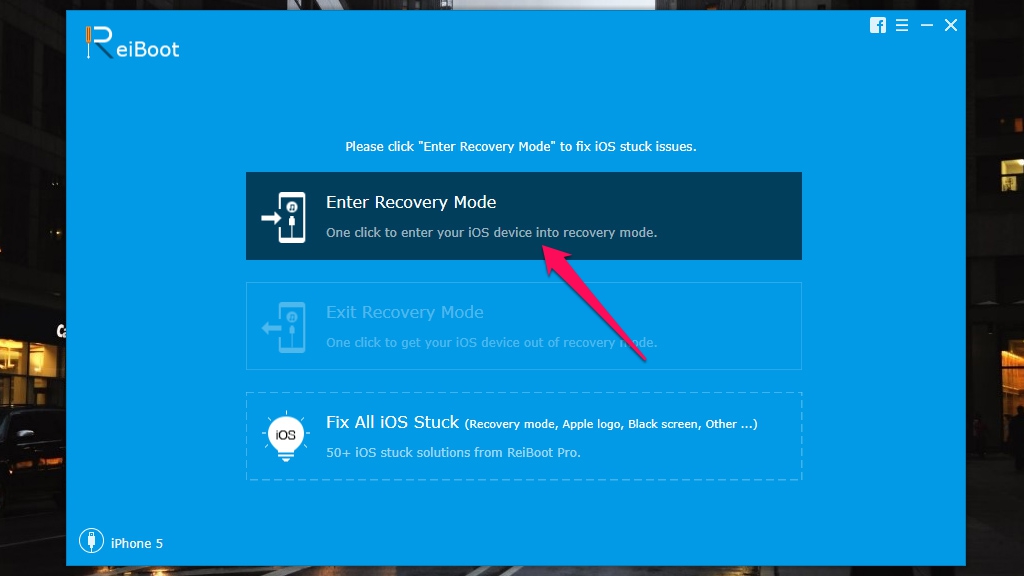 ReiBoot
Please click "Enter Recovery Mode" to fix iOS stuck issues.
Enter Recovery Mode
One click to enter your iOS device into recovery mode.
Exit Recovery Mode
One click to get your iOS device out of recovery mode.
Fix All iOS Stuck (Recovery mode, Apple logo, Black screen, Other ...)
iOS
50+ iOS stuck solutions from ReiBoot Pro.
iPhone 5